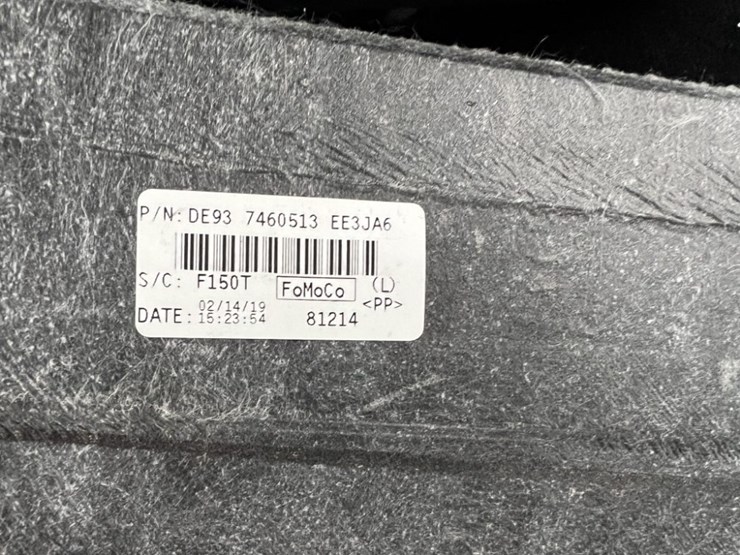 P/N: DE93 7460513 EE3JA6
S/C: F150T FoMoCo (L)
<PP>
DATE: 02/14/19 15:23:54 81214